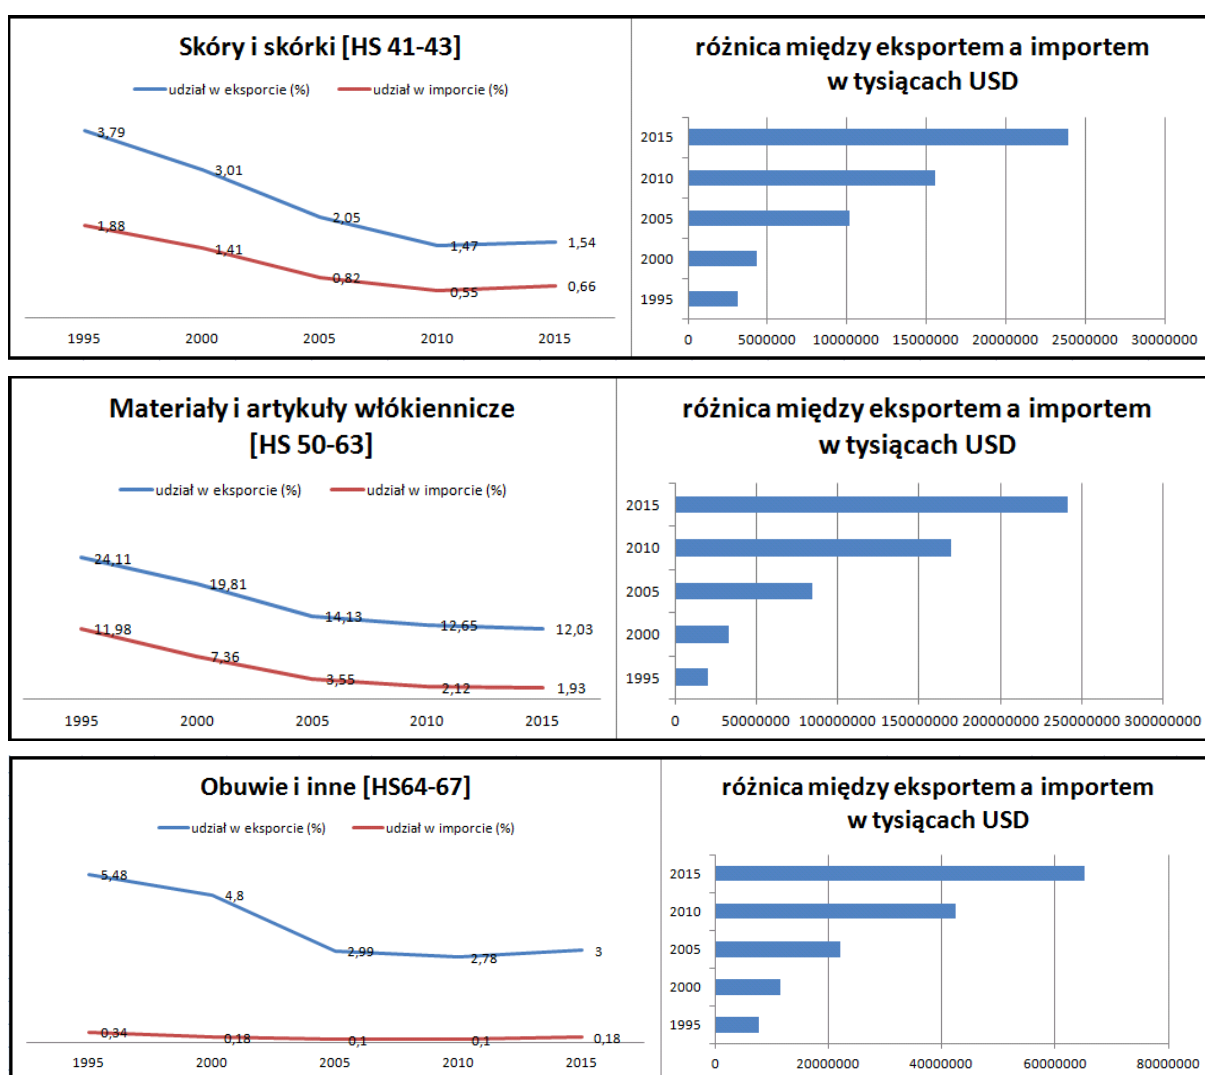 Skóry i skórki [HS 41-43]
udział w eksporcie (%) udział w imporcie (%)
3,79
3,01
2,05
1,47
1,54
1,88
1,41
0,82
0,55
0,66
1995 2000 2005 2010 2015
różnica między eksportem a importem
w tysiącach USD
2015
2010
2005
2000
1995
0 5000000 10000000 15000000 20000000 25000000 30000000
Materiały i artykuły włókiennicze
[HS 50-63]
udział w eksporcie (%) udział w imporcie (%)
24,11
19,81
14,13
12,65
12,03
11,98
7,36
3,55
2,12
1,93
1995 2000 2005 2010 2015
różnica między eksportem a importem
w tysiącach USD
2015
2010
2005
2000
1995
0 50000000 100000000 150000000 200000000 250000000 300000000
Obuwie i inne [HS64-67]
udział w eksporcie (%) udział w imporcie (%)
5,48
4,8
2,99
2,78
3
0,34
0,18
0,1
0,1
0,18
1995 2000 2005 2010 2015
różnica między eksportem a importem
w tysiącach USD
2015
2010
2005
2000
1995
0 20000000 40000000 60000000 80000000